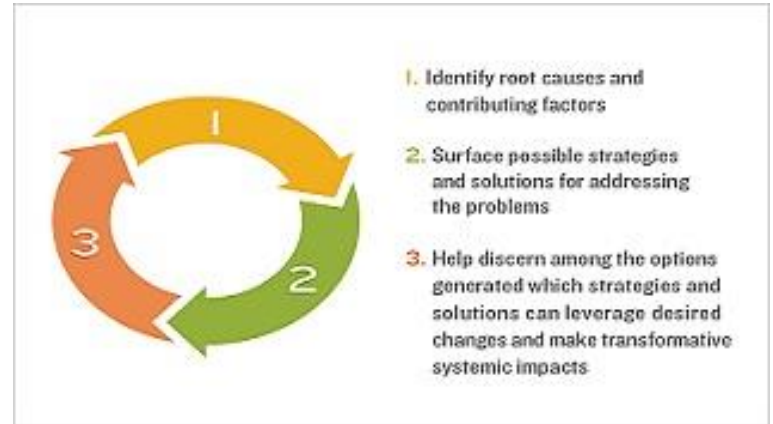 1
2
3
1. Identify root causes and
contributing factors
2. Surface possible strategies
and solutions for addressing
the problems
3. Help discern among the options
generated which strategies and
solutions can leverage desired
changes and make transformative
systemic impacts